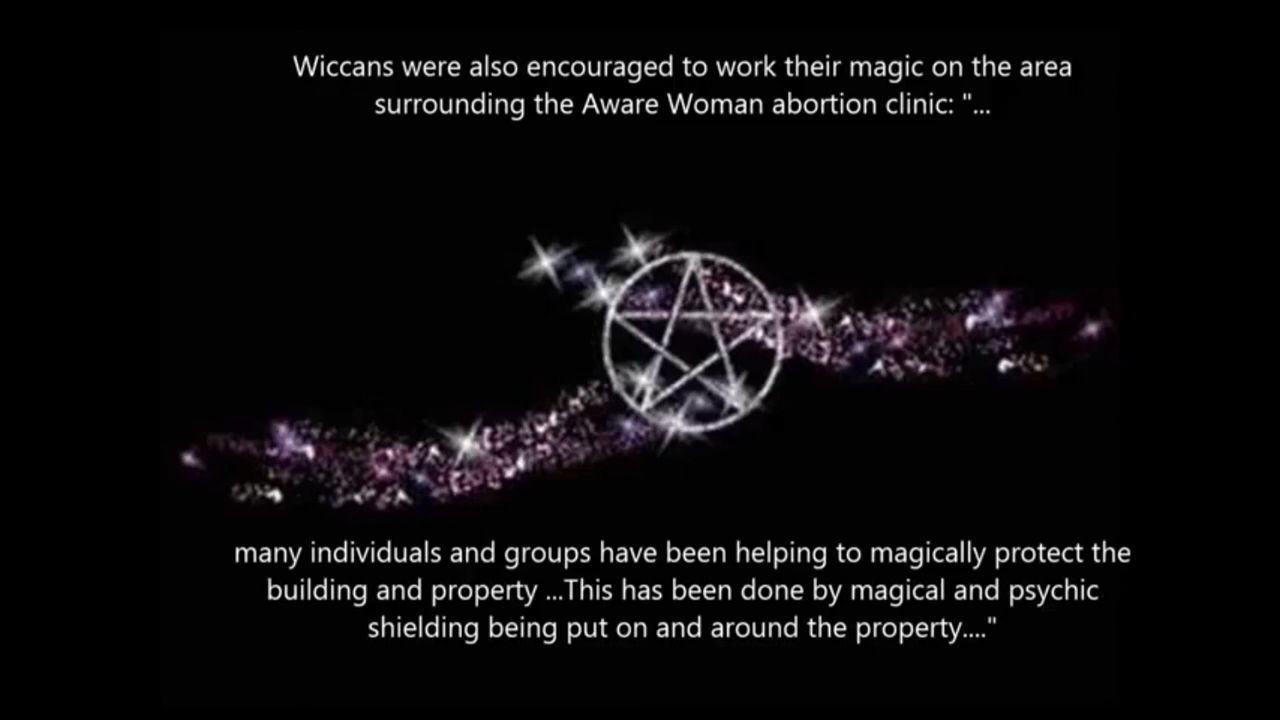 Wiccans were also encouraged to work their magic on the area
surrounding the Aware Woman abortion clinic: "...
many individuals and groups have been helping to magically protect the
building and property ...This has been done by magical and psychic
shielding being put on and around the property...."